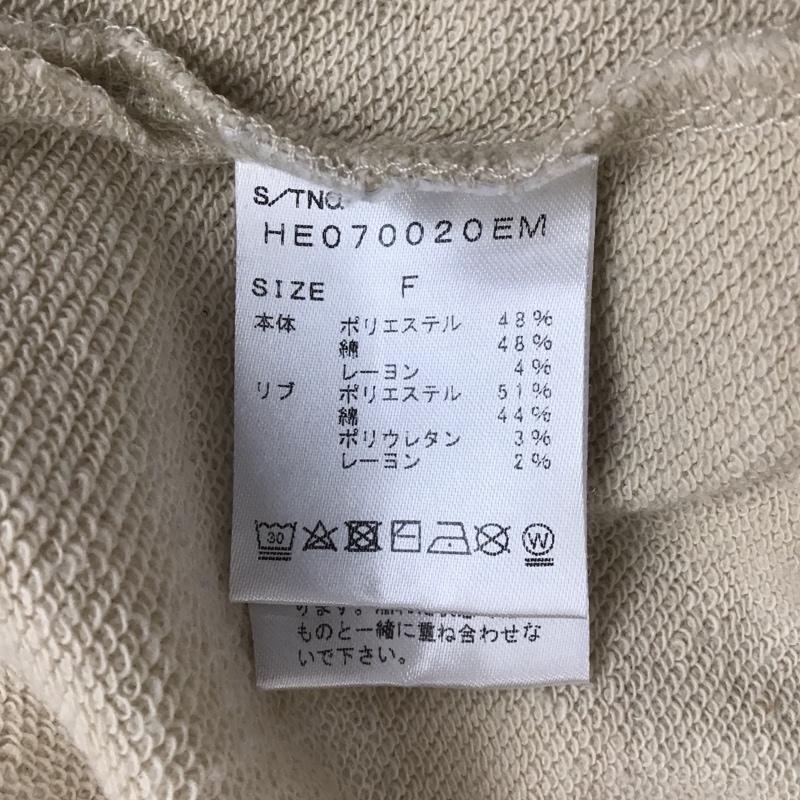 S/TNO.
HE070020EM
SIZE F
本体 ポリエステル 48%
綿 48%
レーヨン 4%
リブ ポリエステル 51%
綿 44%
ポリウレタン 3%
レーヨン 2%
30
W
ります。
ものと一緒に重ね合わせな
いで下さい。